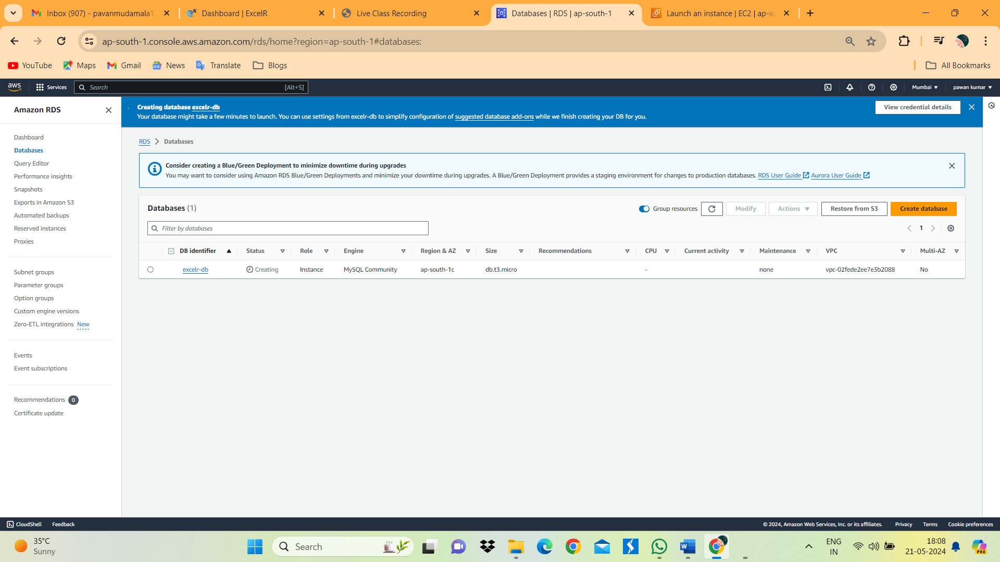 Inbox (907) - pavanmudamala1
Dashboard | ExcelR
Live Class Recording
Databases | RDS | ap-south-1
Launch an instance | EC2 | ap-sc
ap-south-1.console.aws.amazon.com/rds/home?region=ap-south-1#databases:
YouTube
Maps
Gmail
News
Translate
Blogs
All Bookmarks
aws
Services
Search
[Alt+S]
Mumbai
pawan kumar
Amazon RDS
Dashboard
Databases
Query Editor
Performance insights
Snapshots
Exports in Amazon S3
Automated backups
Reserved instances
Proxies
Subnet groups
Parameter groups
Option groups
Custom engine versions
Zero-ETL integrations New
Events
Event subscriptions
Recommendations 0
Certificate update
Creating database excelr-db
Your database might take a few minutes to launch. You can use settings from excelr-db to simplify configuration of suggested database add-ons while we finish creating your DB for you.
View credential details
RDS > Databases
Consider creating a Blue/Green Deployment to minimize downtime during upgrades
You may want to consider using Amazon RDS Blue/Green Deployments and minimize your downtime during upgrades. A Blue/Green Deployment provides a staging environment for changes to production databases. RDS User Guide Aurora User Guide
Databases (1)
Group resources
Modify
Actions
Restore from S3
Create database
Filter by databases
1
DB identifier Status Role Engine Region & AZ Size Recommendations CPU Current activity Maintenance VPC Multi-AZ
excelr-db Creating Instance MySQL Community ap-south-1c db.t3.micro - none vpc-02fede2ee7e3b2088 No
CloudShell
Feedback
© 2024, Amazon Web Services, Inc. or its affiliates.
Privacy
Terms
Cookie preferences
35°C
Sunny
Search
ENG
IN
18:08
21-05-2024
PRE